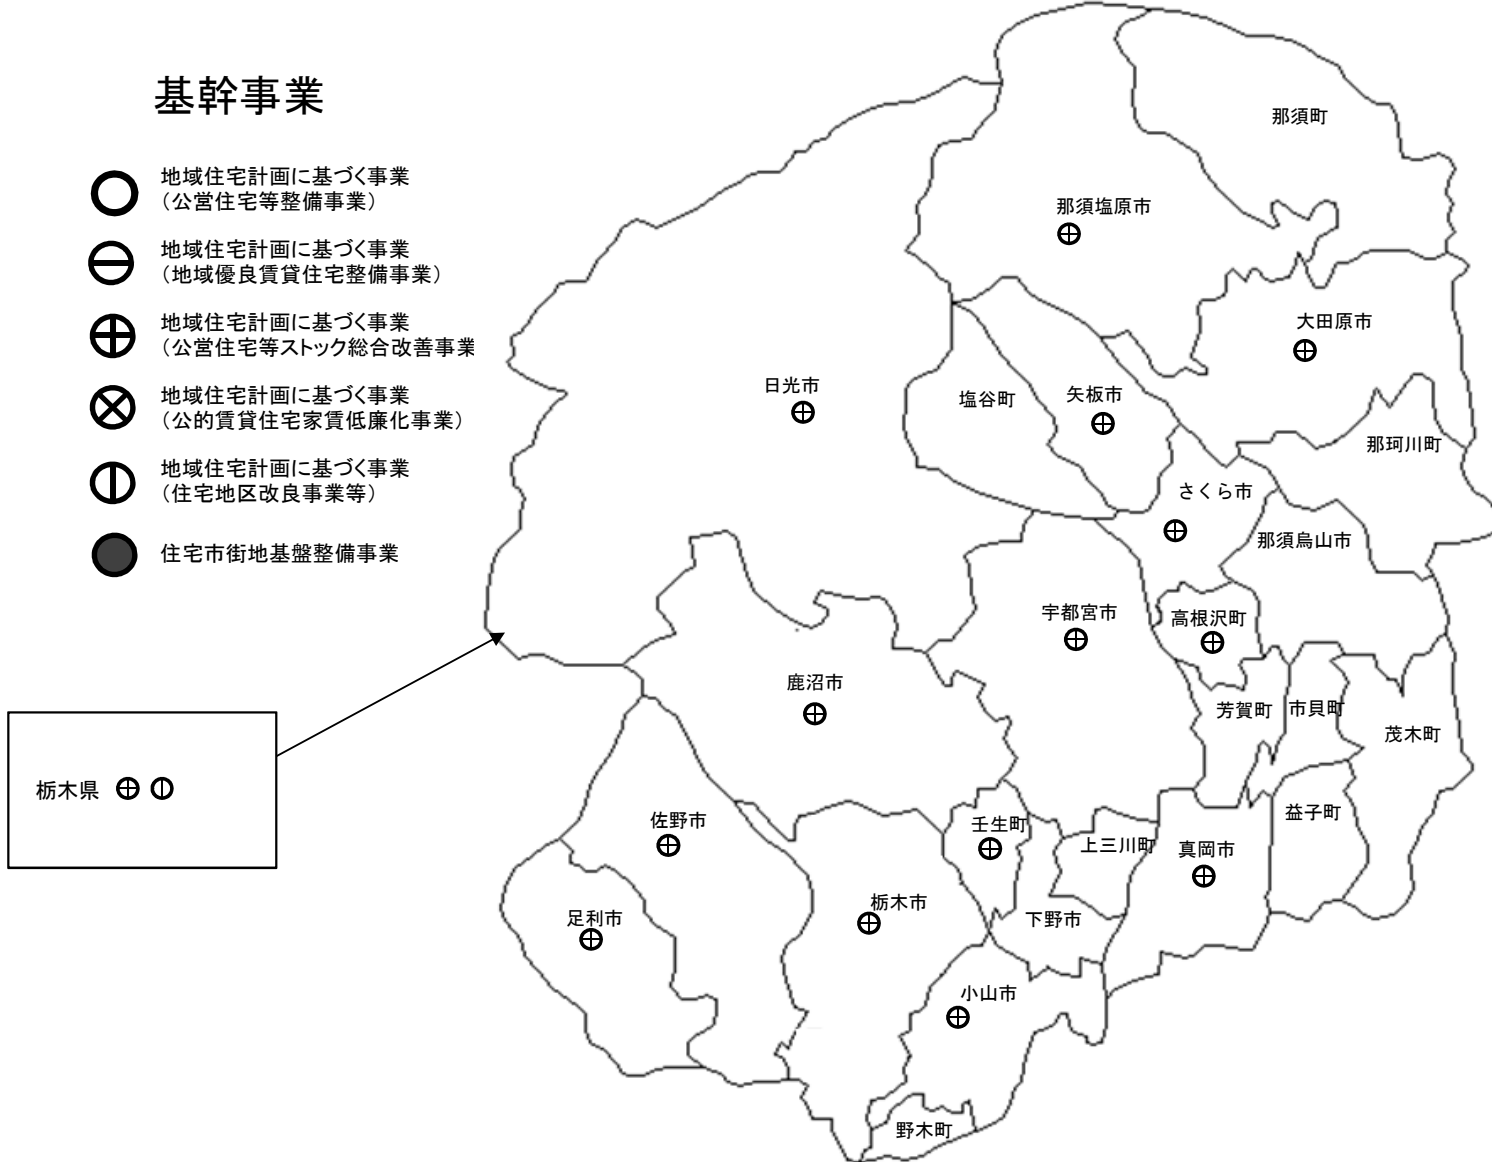 基幹事業
地域住宅計画に基づく事業
（公営住宅等整備事業）
地域住宅計画に基づく事業
（地域優良賃貸住宅整備事業）
地域住宅計画に基づく事業
（公営住宅等ストック総合改善事業
地域住宅計画に基づく事業
（公的賃貸住宅家賃低廉化事業）
地域住宅計画に基づく事業
（住宅地区改良事業等）
住宅市街地基盤整備事業
栃木県
那須町
那須塩原市
大田原市
日光市
塩谷町
矢板市
那珂川町
さくら市
那須烏山市
宇都宮市
高根沢町
鹿沼市
芳賀町
市貝町
茂木町
佐野市
壬生町
上三川町
真岡市
益子町
足利市
栃木市
下野市
小山市
野木町